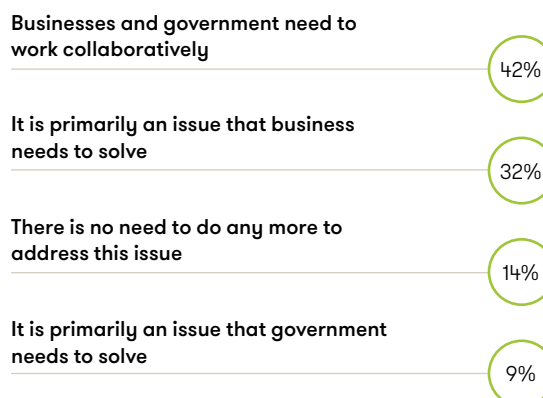 Businesses and government need to
work collaboratively
42%
It is primarily an issue that business
needs to solve
32%
There is no need to do any more to
address this issue
14%
It is primarily an issue that government
needs to solve
9%